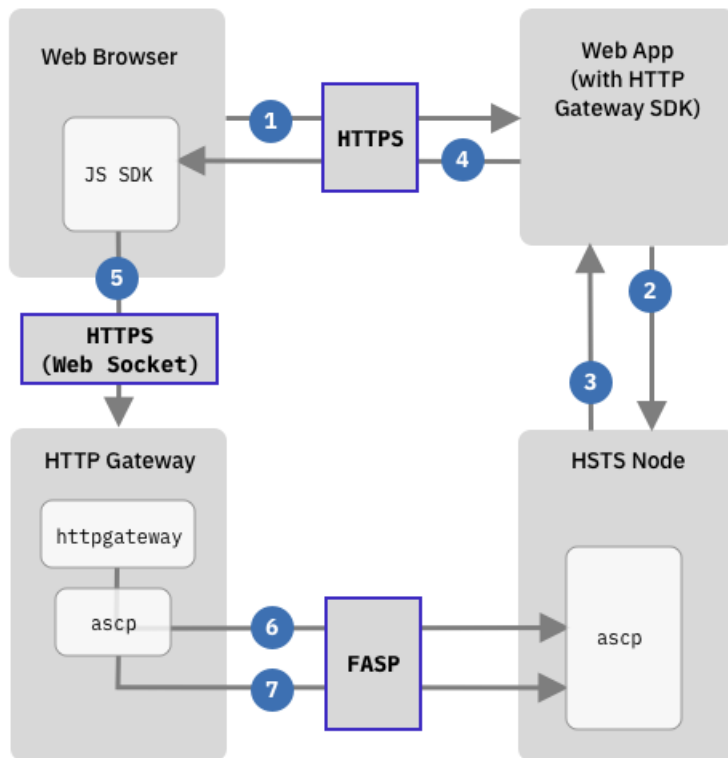 Web Browser
Web App
(with HTTP
Gateway SDK)
1
HTTPS
4
JS SDK
5
2
HTTPS
(Web Socket)
3
HTTP Gateway
HSTS Node
httpgateway
ascp
6
FASP
ascp
7